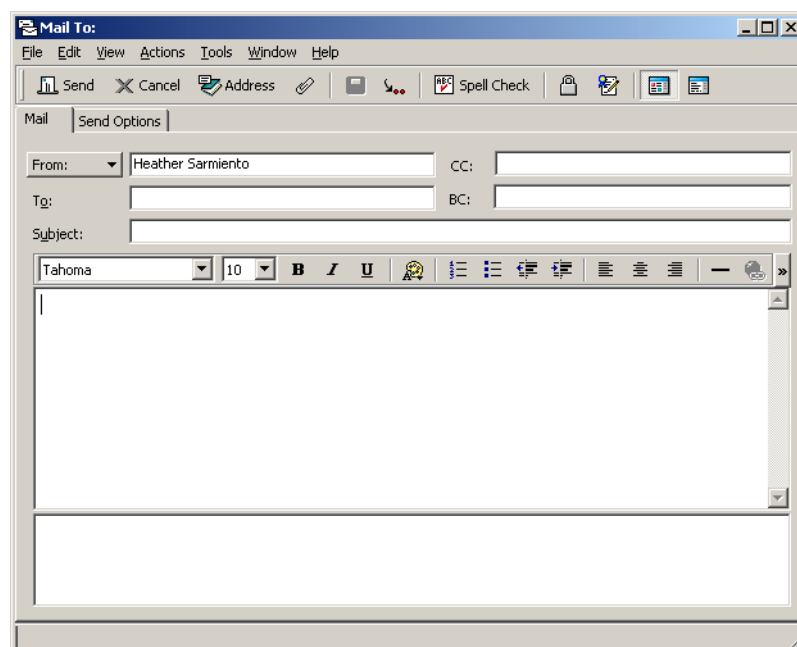 Mail To:
File Edit View Actions Tools Window Help
Send Cancel Address ABC Spell Check
Mail Send Options
From: Heather Sarmiento CC:
To: BC:
Subject:
Tahoma 10 B I U »